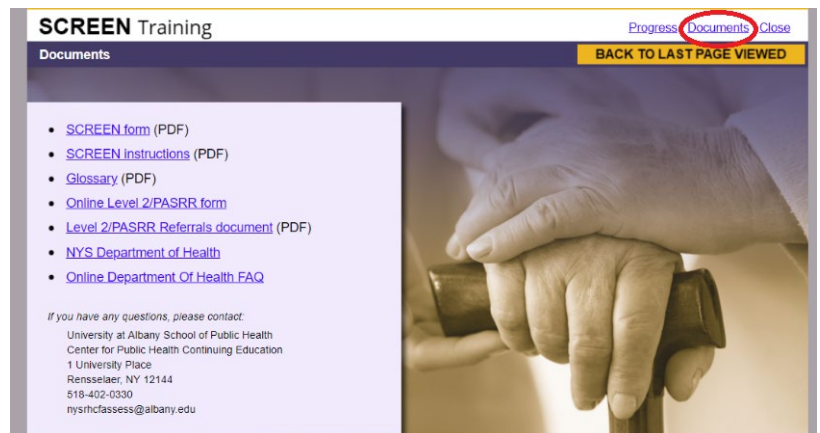 SCREEN Training
Progress Documents Close
Documents
BACK TO LAST PAGE VIEWED
• SCREEN form (PDF)
• SCREEN instructions (PDF)
• Glossary (PDF)
• Online Level 2/PASRR form
• Level 2/PASRR Referrals document (PDF)
• NYS Department of Health
• Online Department Of Health FAQ
If you have any questions, please contact:
University at Albany School of Public Health
Center for Public Health Continuing Education
1 University Place
Rensselaer, NY 12144
518-402-0330
nysrhcfassess@albany.edu